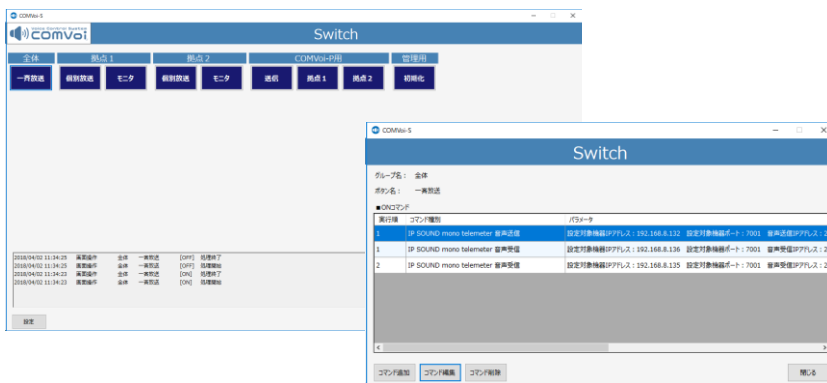 COMVoi-S
Voice Control System
COMVoi
Switch
全体 拠点1 拠点2 COMVoi-P用 管理用
一斉放送 個別放送 モニタ 個別放送 モニタ 送信 拠点1 拠点2 初期化
2018/04/02 11:34:25 画面操作 全体 一斉放送 [OFF] 処理終了
2018/04/02 11:34:25 画面操作 全体 一斉放送 [OFF] 処理開始
2018/04/02 11:34:23 画面操作 全体 一斉放送 [ON] 処理終了
2018/04/02 11:34:23 画面操作 全体 一斉放送 [ON] 処理開始
設定
COMVoi-S
Switch
グループ名： 全体
ボタン名： 一斉放送
■ONコマンド
実行順 コマンド種別 パラメータ
1 IP SOUND mono telemeter 音声送信 設定対象機器IPアドレス：192.168.8.132 設定対象機器ポート：7001 音声送信IPアドレス：2
1 IP SOUND mono telemeter 音声受信 設定対象機器IPアドレス：192.168.8.136 設定対象機器ポート：7001 音声受信IPアドレス：2
2 IP SOUND mono telemeter 音声受信 設定対象機器IPアドレス：192.168.8.135 設定対象機器ポート：7001 音声受信IPアドレス：2
コマンド追加 コマンド編集 コマンド削除 閉じる